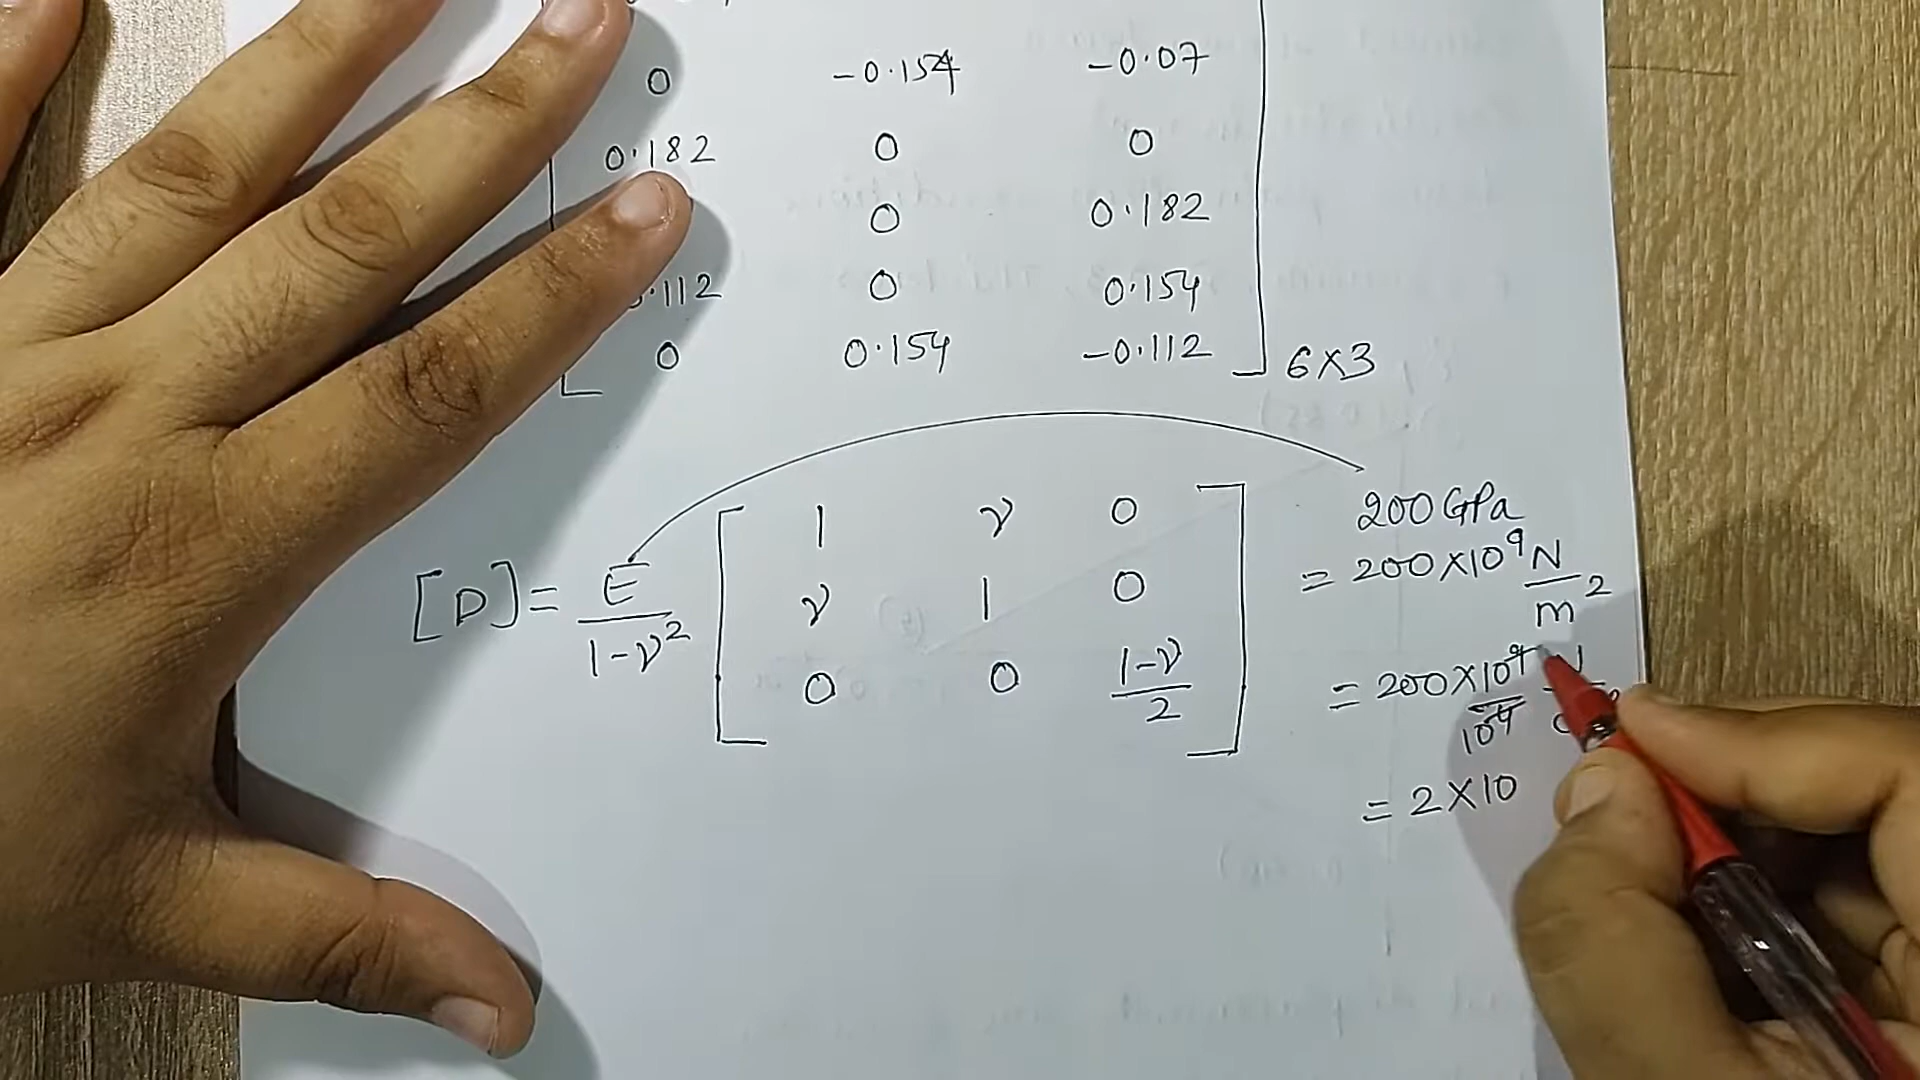 0 -0.154 -0.07
0.182 0 0
0 0.182
.112 0 0.154
0 0.154 -0.112
6×3
[D] = E / 1-ν²
1 ν 0
ν 1 0
0 0 1-ν / 2
200 GPa
= 200×10⁹ N / m²
= 200×10⁹ / 10⁴ N
= 2×10